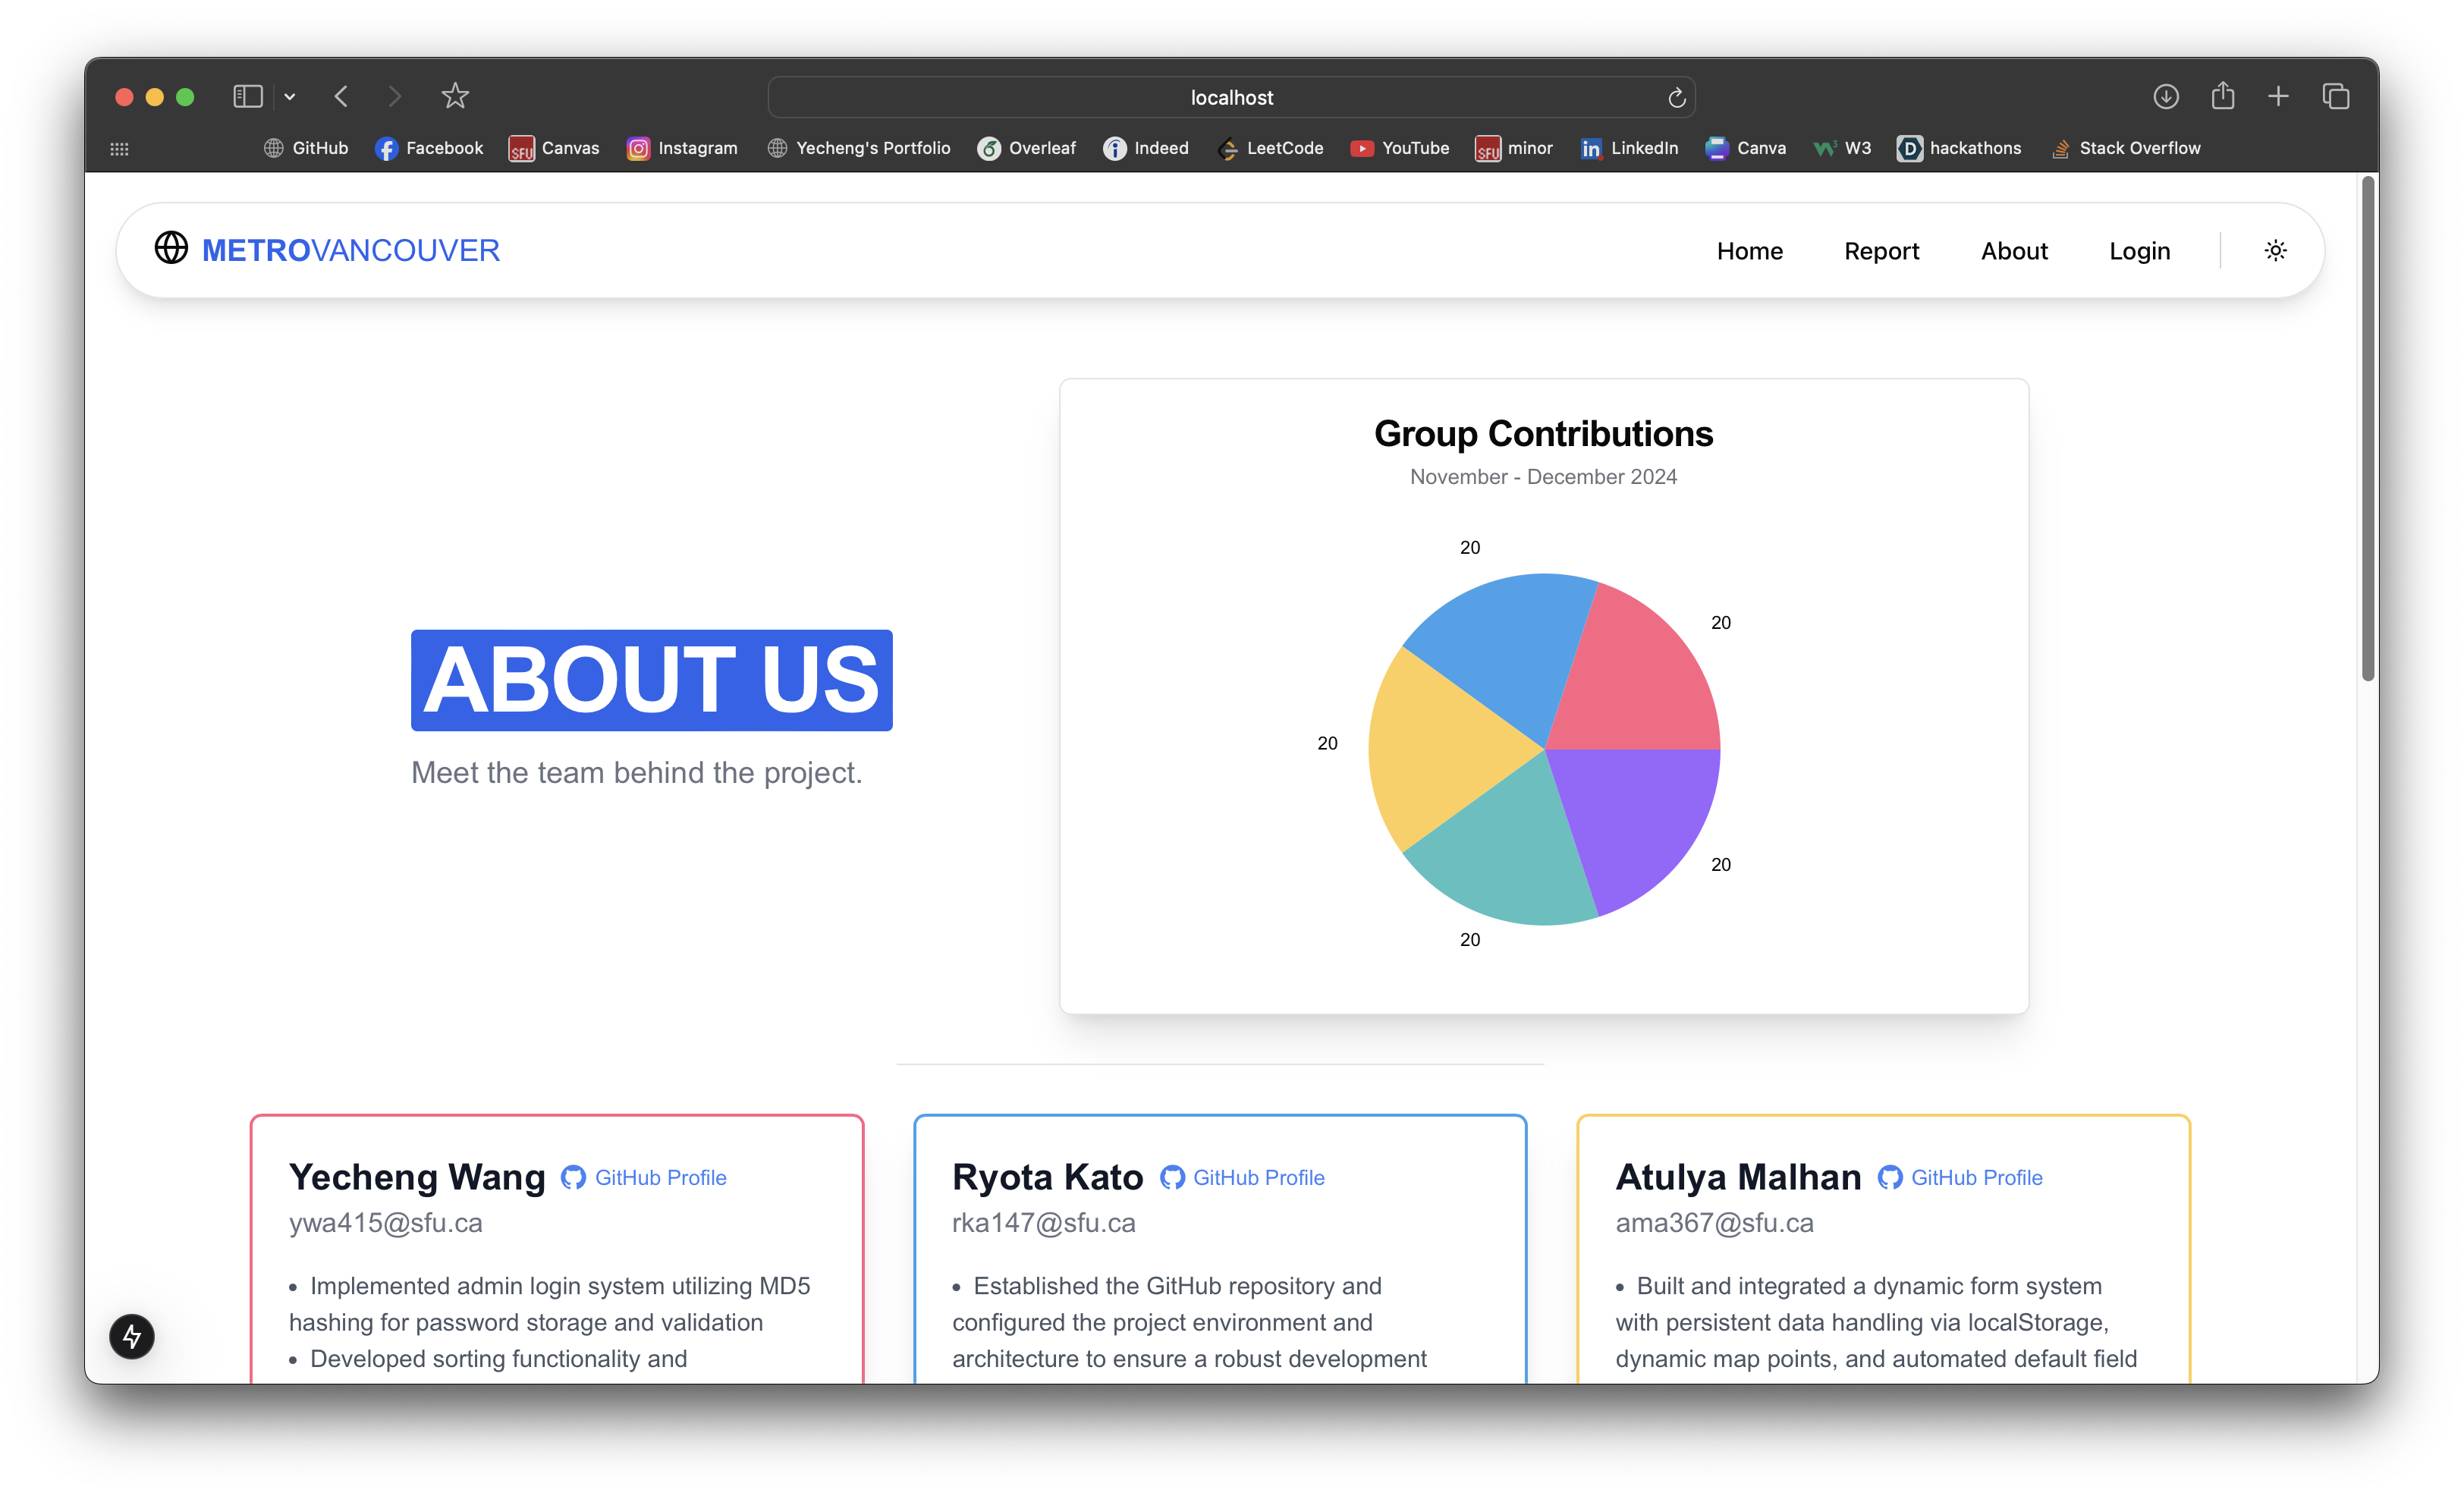 localhost
GitHub Facebook SFU Canvas Instagram Yecheng's Portfolio Overleaf Indeed LeetCode YouTube SFU minor LinkedIn Canva W3 hackathons Stack Overflow
METROVANCOUVER
Home Report About Login
Group Contributions
November - December 2024
20
20
ABOUT US
20
Meet the team behind the project.
20
20
Yecheng Wang GitHub Profile
ywa415@sfu.ca
• Implemented admin login system utilizing MD5
hashing for password storage and validation
• Developed sorting functionality and
Ryota Kato GitHub Profile
rka147@sfu.ca
• Established the GitHub repository and
configured the project environment and
architecture to ensure a robust development
Atulya Malhan GitHub Profile
ama367@sfu.ca
• Built and integrated a dynamic form system
with persistent data handling via localStorage,
dynamic map points, and automated default field